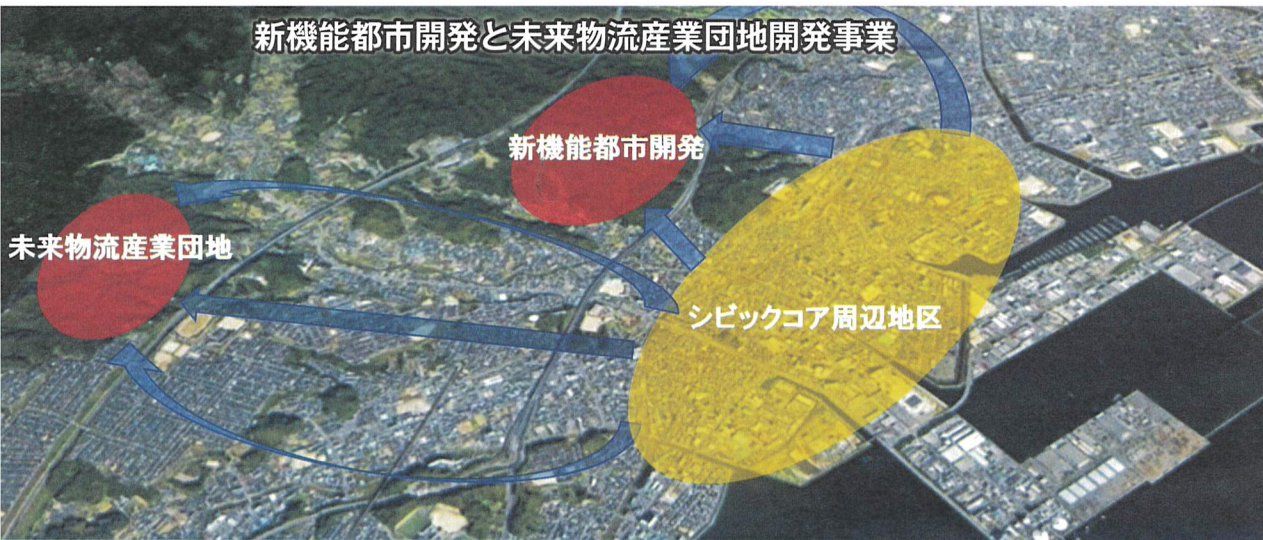 新機能都市開発と未来物流産業団地開発事業
新機能都市開発
未来物流産業団地
シビックコア周辺地区